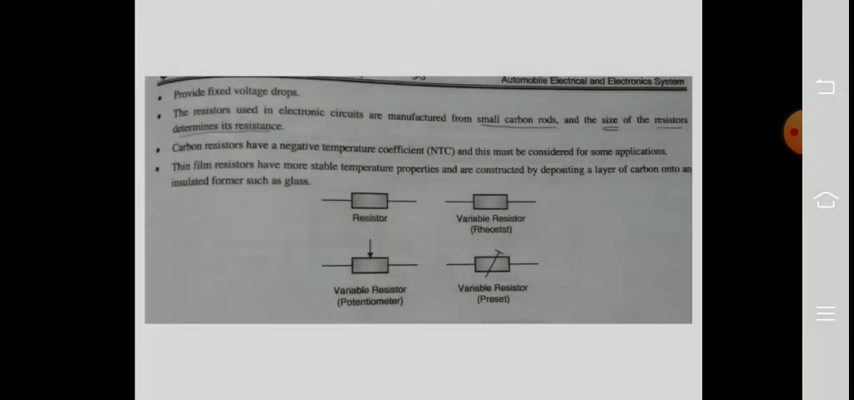 Automobile Electrical and Electronics System
• Provide fixed voltage drops.
• The resistors used in electronic circuits are manufactured from small carbon rods, and the size of the resistors
determines its resistance.
• Carbon resistors have a negative temperature coefficient (NTC) and this must be considered for some applications.
• Thin film resistors have more stable temperature properties and are constructed by depositing a layer of carbon onto an
insulated former such as glass.
Resistor
Variable Resistor
(Rheostat)
Variable Resistor
(Potentiometer)
Variable Resistor
(Preset)